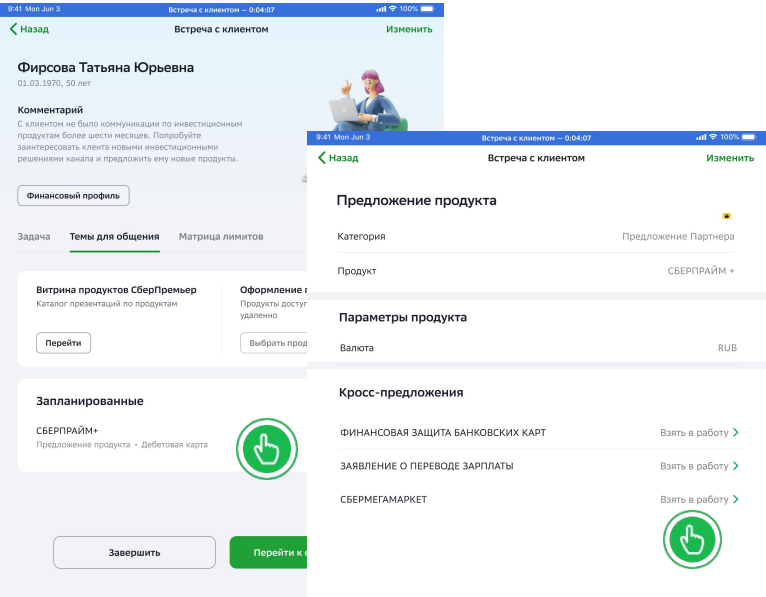 9:41 Mon Jun 3
Встреча с клиентом — 0:04:07
100%
Назад
Встреча с клиентом
Изменить
Фирсова Татьяна Юрьевна
01.03.1970, 50 лет
Комментарий
С клиентом не было коммуникации по инвестиционным
продуктам более шести месяцев. Попробуйте
заинтересовать клента новыми инвестиционными
решениями канала и предложить ему новые продукты.
Финансовый профиль
Задача Темы для общения Матрица лимитов
Витрина продуктов СберПремьер
Каталог презентаций по продуктам
Перейти
Оформление
Продукты досту
удаленно
Выбрать прод
Запланированные
СБЕРПРАЙМ+
Предложение продукта • Дебетовая карта
Завершить
Перейти к
9:41 Mon Jun 3
Встреча с клиентом — 0:04:07
100%
Назад
Встреча с клиентом
Изменить
Предложение продукта
Категория Предложение Партнера
Продукт СБЕРПРАЙМ +
Параметры продукта
Валюта RUB
Кросс-предложения
ФИНАНСОВАЯ ЗАЩИТА БАНКОВСКИХ КАРТ Взять в работу
ЗАЯВЛЕНИЕ О ПЕРЕВОДЕ ЗАРПЛАТЫ Взять в работу
СБЕРМЕГАМАРКЕТ Взять в работу